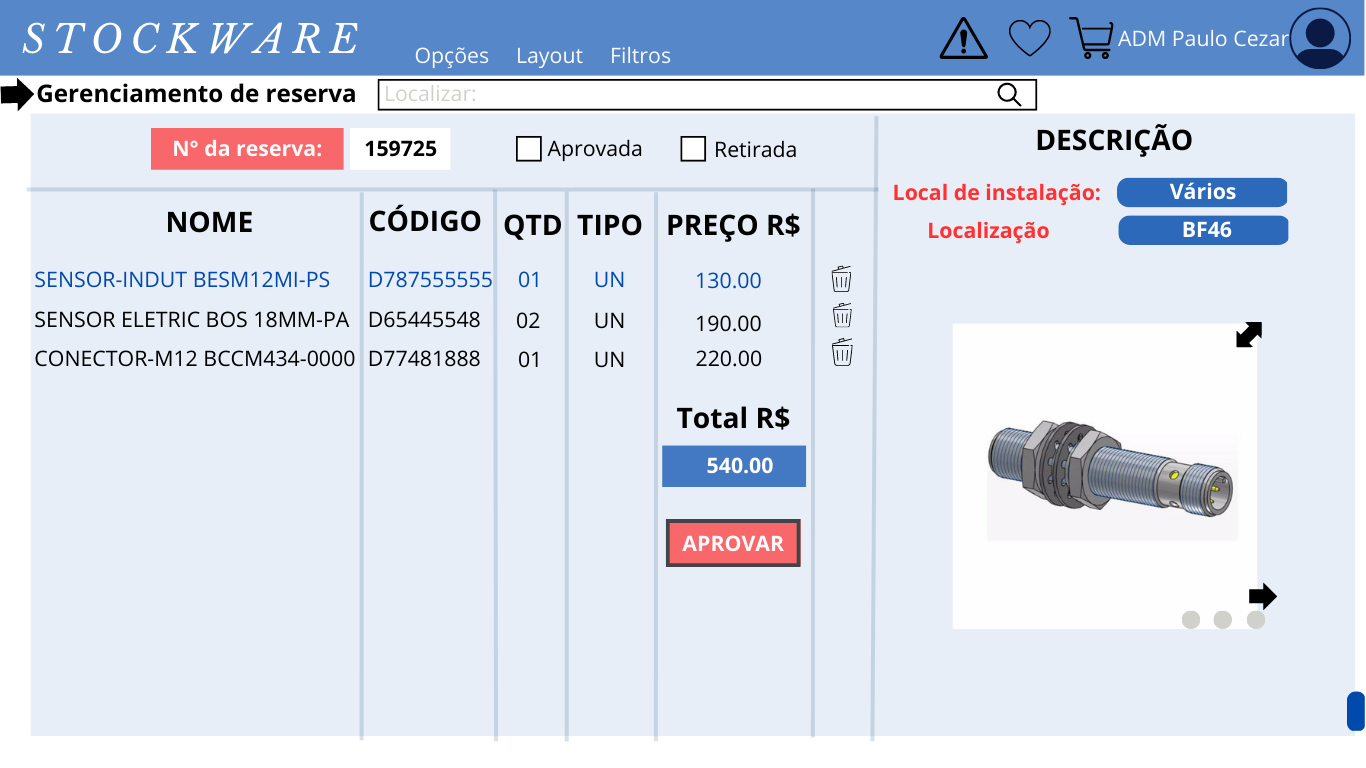 STOCKWARE
Opções Layout Filtros
ADM Paulo Cezar
Gerenciamento de reserva
Localizar:
N° da reserva: 159725 Aprovada Retirada
DESCRIÇÃO
Local de instalação: Vários
Localização BF46
NOME CÓDIGO QTD TIPO PREÇO R$
SENSOR-INDUT BESM12MI-PS D787555555 01 UN 130.00
SENSOR ELETRIC BOS 18MM-PA D65445548 02 UN 190.00
CONECTOR-M12 BCCM434-0000 D77481888 01 UN 220.00
Total R$
540.00
APROVAR